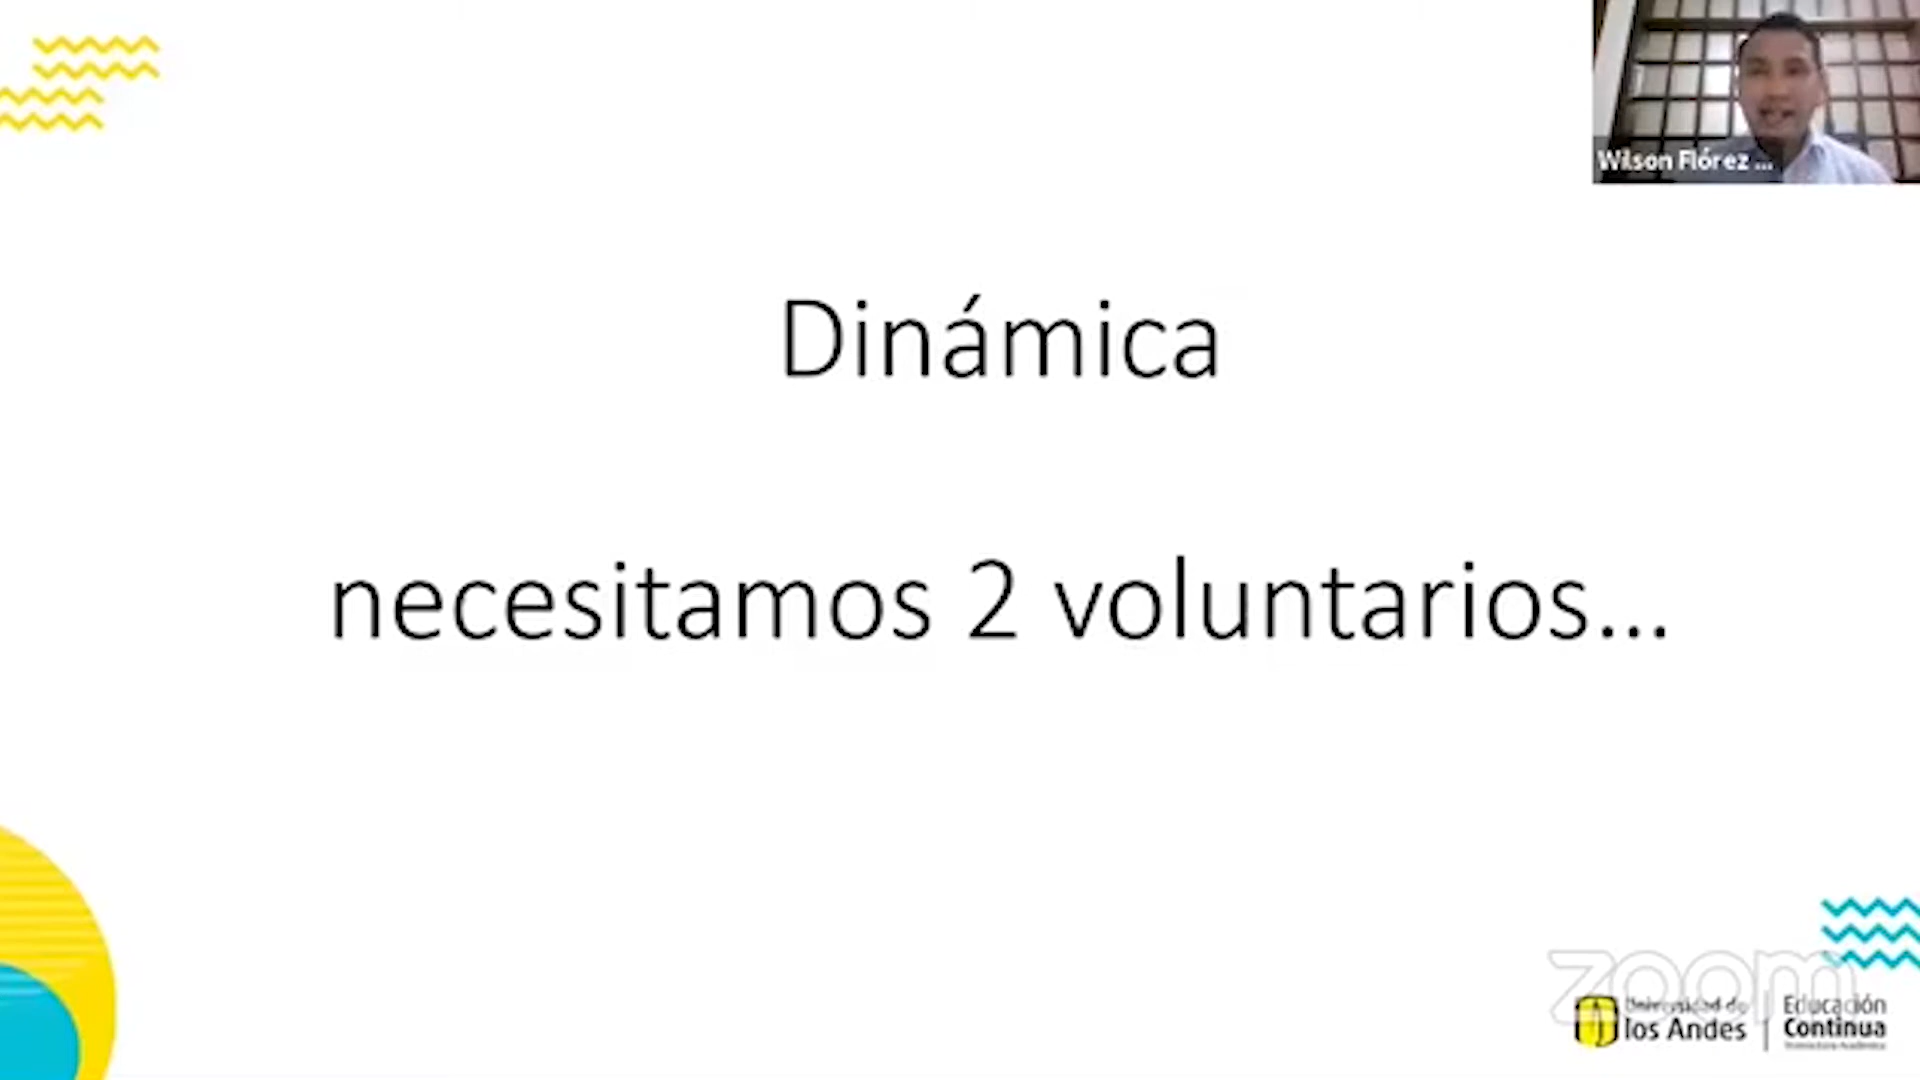 Wilson Flórez ...
Dinámica
necesitamos 2 voluntarios...
zoom
Universidad de
los Andes
Educación
Continua